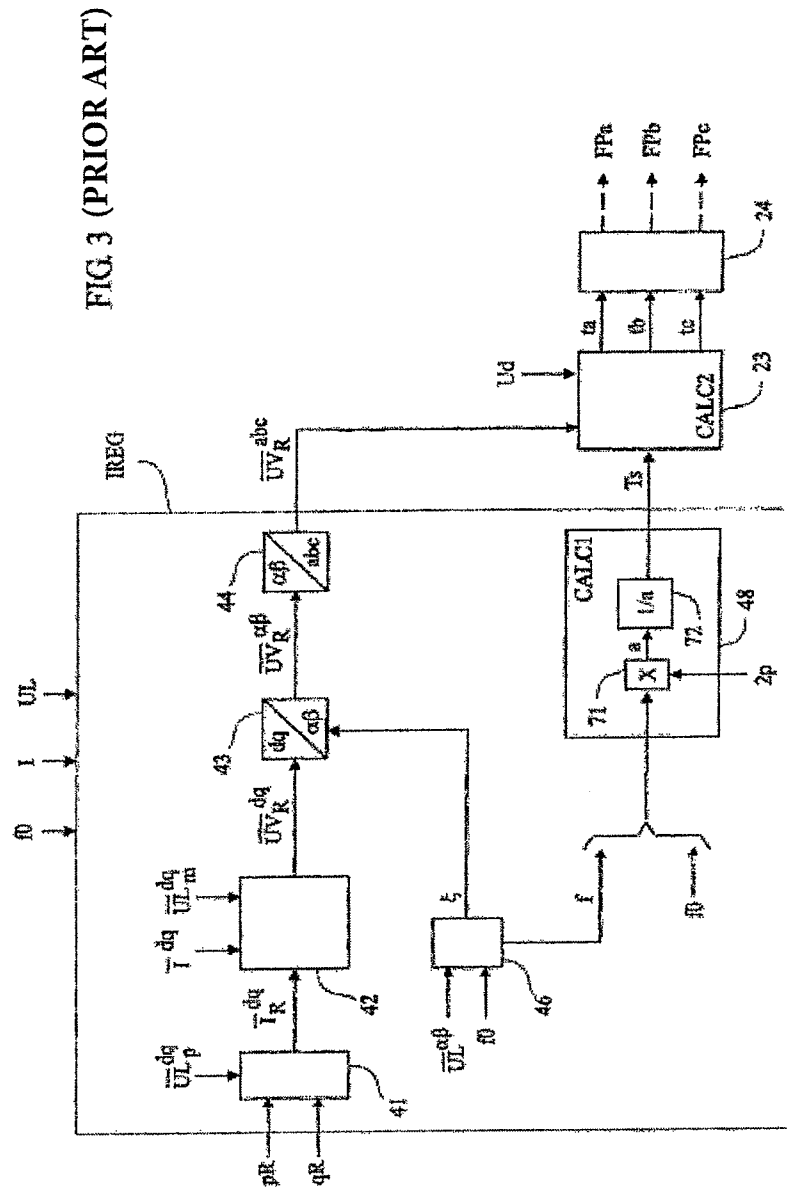 FIG. 3 (PRIOR ART)
IREG
f0
I
UL
pR
qR
UL_p^dq
41
I_R^dq
I^dq
UL_m^dq
42
UV_R^dq
43
dq
αβ
UV_R^αβ
44
αβ
abc
UV_R^abc
UL^αβ
f0
46
ξ
f
f0
CALC1
71
X
a
1/a
72
2p
48
Ts
Ud
CALC2
23
ta
tb
tc
24
FPa
FPb
FPc